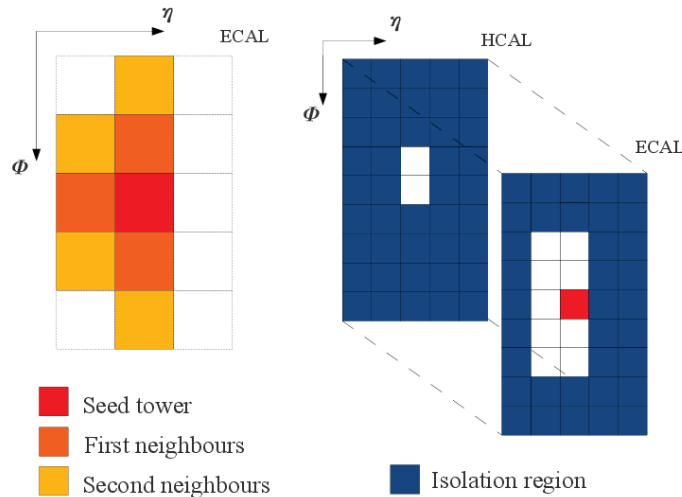 η
ECAL
Φ
Seed tower
First neighbours
Second neighbours
η
HCAL
Φ
ECAL
Isolation region